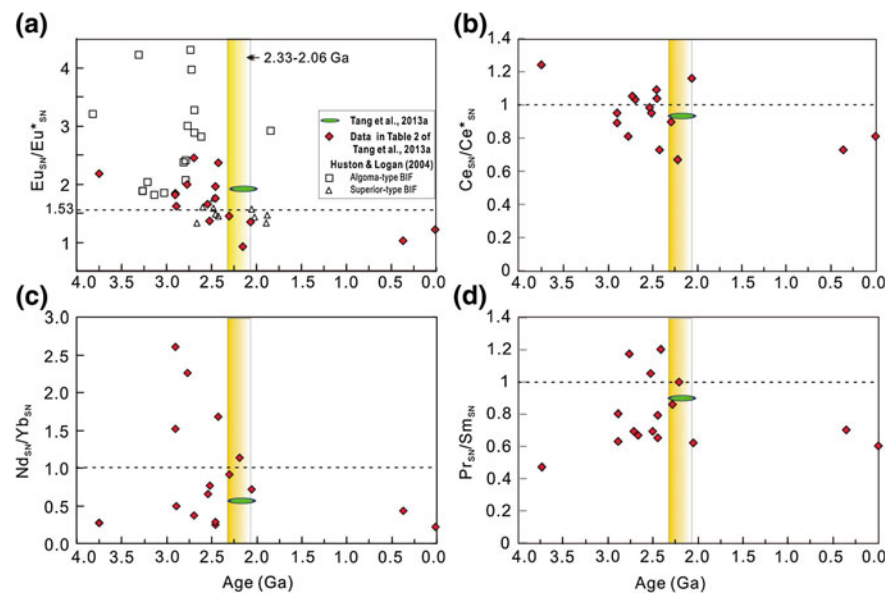 (a)
Eu_SN/Eu*_SN
4
3
2
1.53
1
2.33-2.06 Ga
Tang et al., 2013a
Data in Table 2 of
Tang et al., 2013a
Huston & Logan (2004)
Algoma-type BIF
Superior-type BIF
4.0 3.5 3.0 2.5 2.0 1.5 1.0 0.5 0.0
(b)
Ce_SN/Ce*_SN
1.4
1.2
1
0.8
0.6
0.4
0.2
0
4.0 3.5 3.0 2.5 2.0 1.5 1.0 0.5 0.0
(c)
Nd_SN/Yb_SN
3.0
2.5
2.0
1.5
1.0
0.5
0.0
4.0 3.5 3.0 2.5 2.0 1.5 1.0 0.5 0.0
Age (Ga)
(d)
Pr_SN/Sm_SN
1.4
1.2
1
0.8
0.6
0.4
0.2
0
4.0 3.5 3.0 2.5 2.0 1.5 1.0 0.5 0.0
Age (Ga)